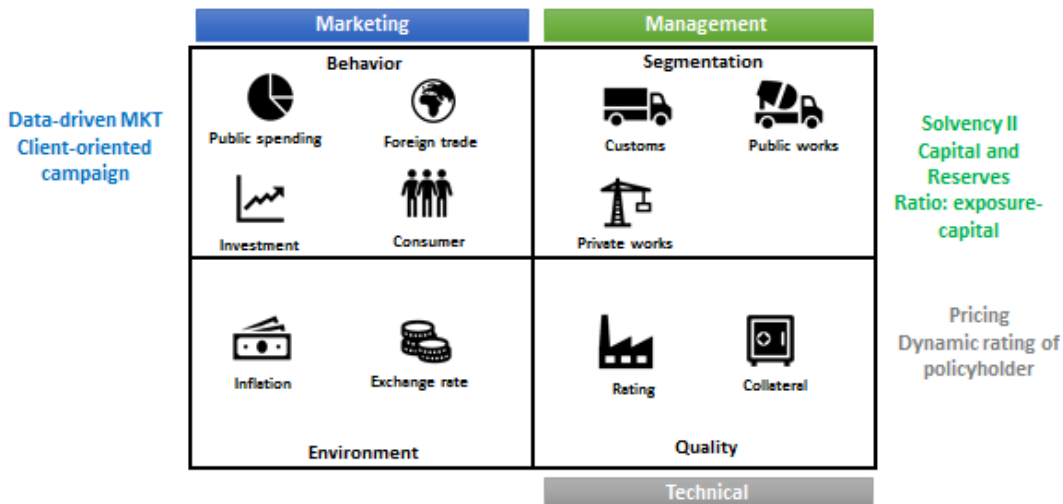 Marketing
Management
Behavior
Segmentation
Public spending
Foreign trade
Customs
Public works
Data-driven MKT
Client-oriented
campaign
Solvency II
Capital and
Reserves
Ratio: exposure-
capital
Investment
Consumer
Private works
Inflation
Exchange rate
Rating
Collateral
Pricing
Dynamic rating of
policyholder
Environment
Quality
Technical